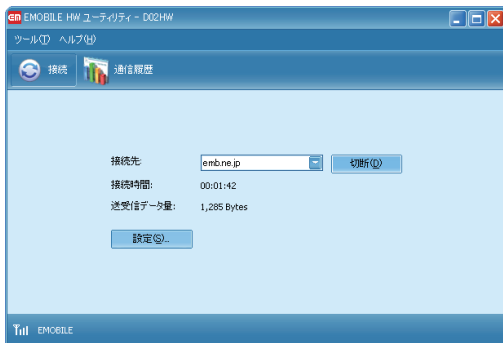 EM EMOBILE HW ユーティリティ - D02HW
ツール(T) ヘルプ(H)
接続 通信履歴
接続先: emb.ne.jp 切断(D)
接続時間: 00:01:42
送受信データ量: 1,285 Bytes
設定(S)...
EMOBILE